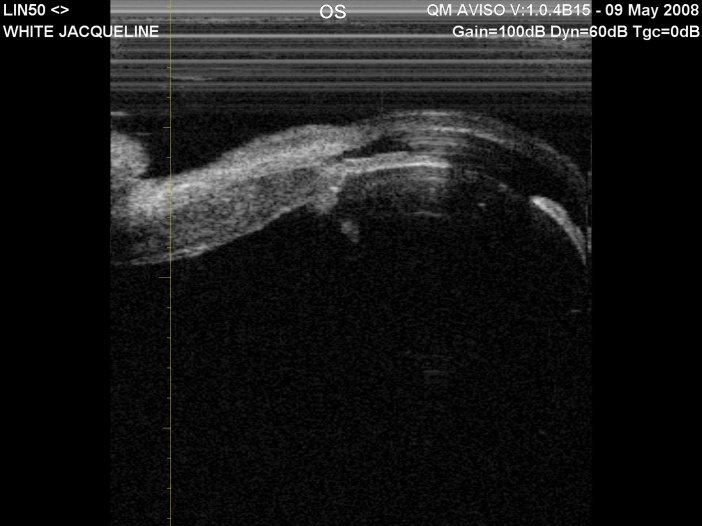 LIN50 <>
OS
QM AVISO V:1.0.4B15 - 09 May 2008
WHITE JACQUELINE
Gain=100dB Dyn=60dB Tgc=0dB